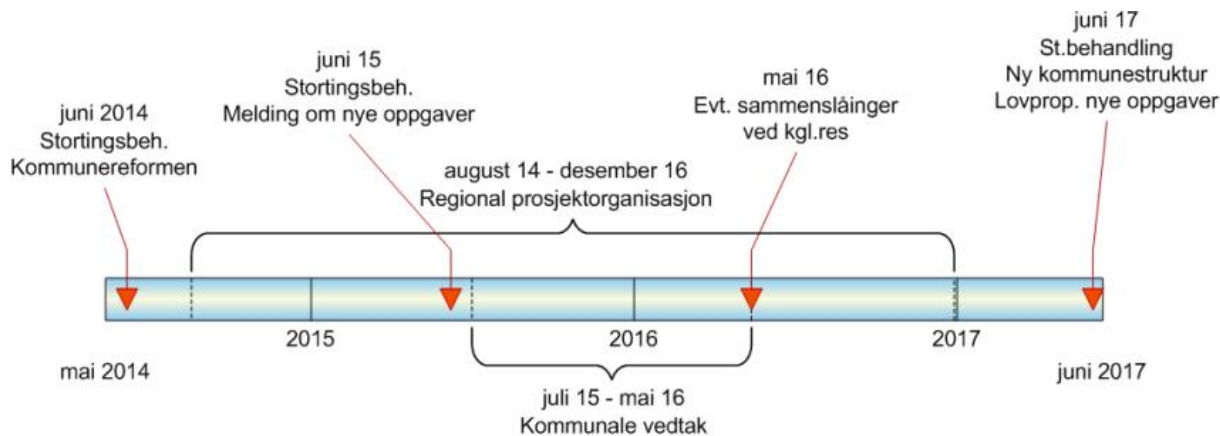 juni 2014
Stortingsbeh.
Kommunereformen
juni 15
Stortingsbeh.
Melding om nye oppgaver
august 14 - desember 16
Regional prosjektorganisasjon
mai 16
Evt. sammenslåinger
ved kgl.res
juni 17
St.behandling
Ny kommunestruktur
Lovprop. nye oppgaver
2015
2016
2017
mai 2014
juni 2017
juli 15 - mai 16
Kommunale vedtak